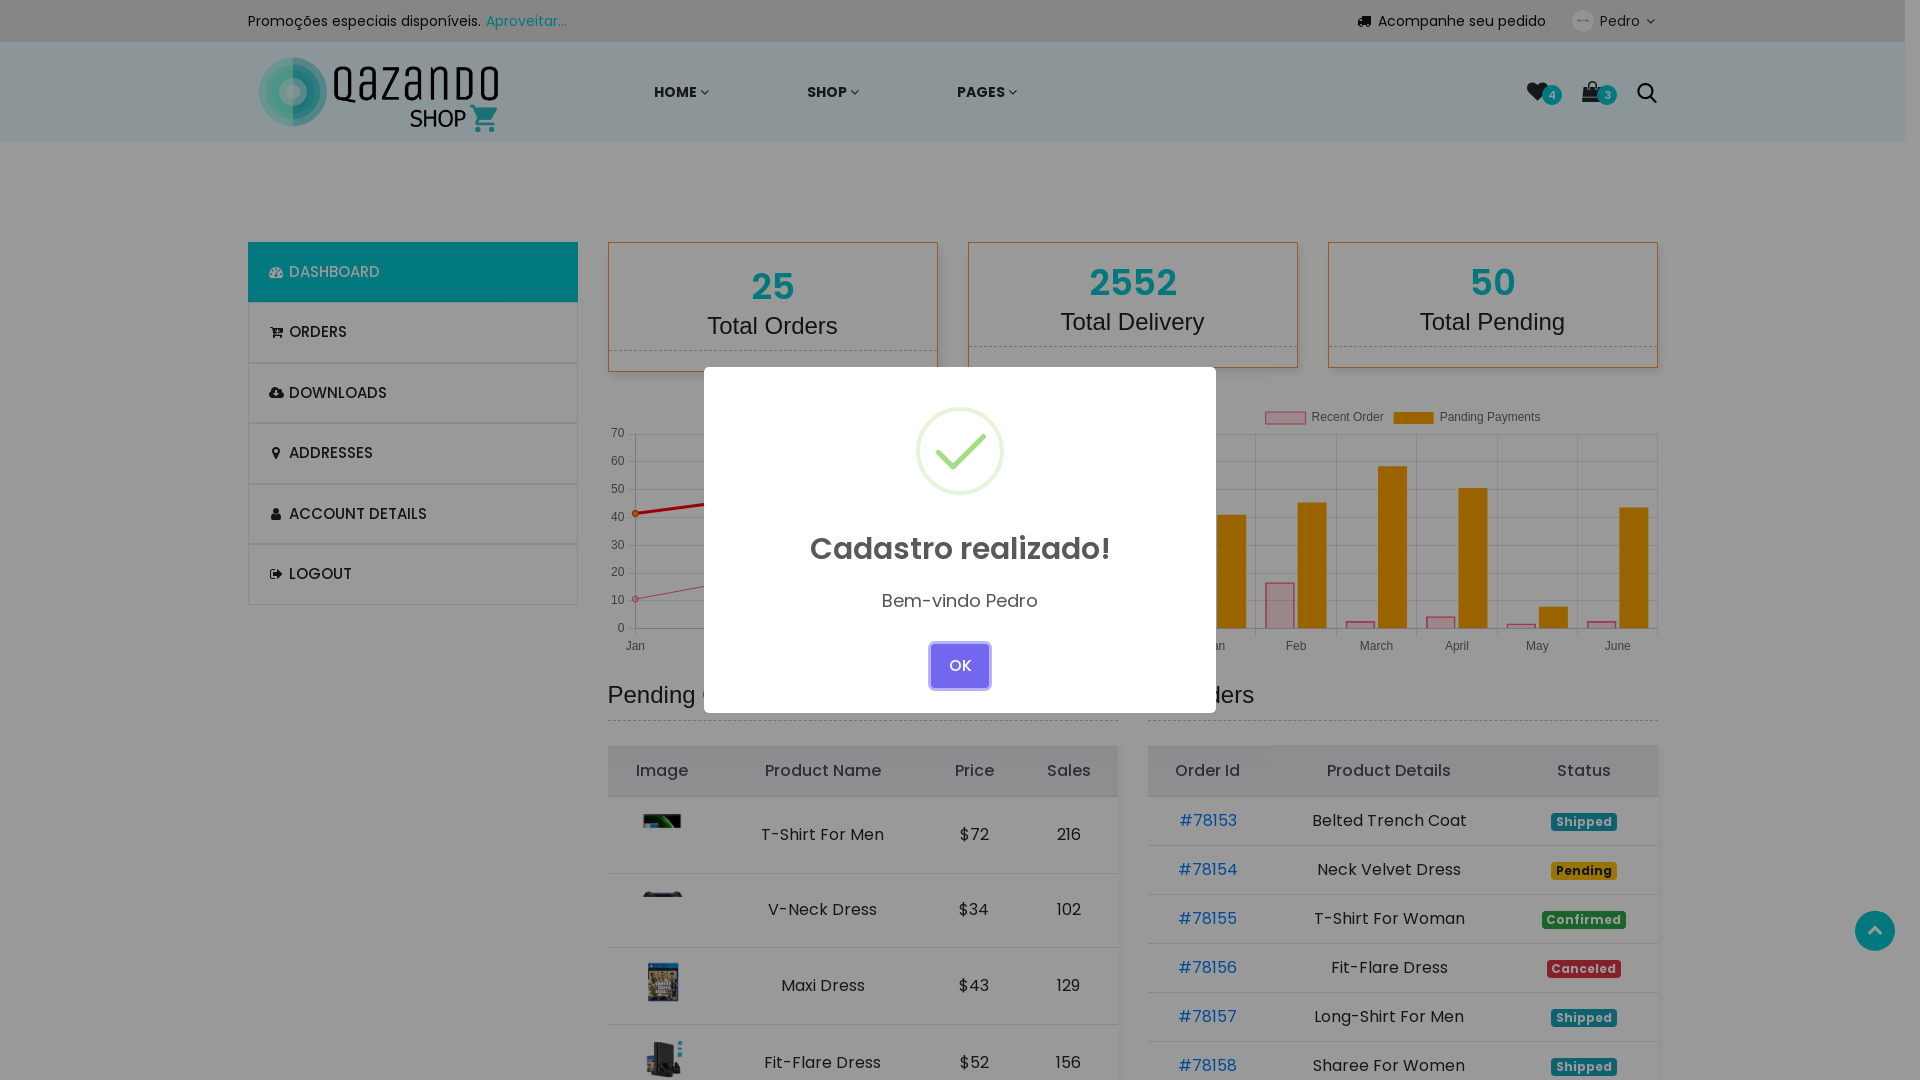 Promoções especiais disponíveis. Aproveitar...
Acompanhe seu pedido
Pedro
Qazando
SHOP
HOME
SHOP
PAGES
4
3
DASHBOARD
ORDERS
DOWNLOADS
ADDRESSES
ACCOUNT DETAILS
LOGOUT
25
Total Orders
2552
Total Delivery
50
Total Pending
Recent Order
Panding Payments
70
60
50
40
30
20
10
0
Jan
Feb
March
April
May
June
Cadastro realizado!
Bem-vindo Pedro
OK
Pending
Image Product Name Price Sales
T-Shirt For Men $72 216
V-Neck Dress $34 102
Maxi Dress $43 129
Fit-Flare Dress $52 156
Order Id Product Details Status
#78153 Belted Trench Coat Shipped
#78154 Neck Velvet Dress Pending
#78155 T-Shirt For Woman Confirmed
#78156 Fit-Flare Dress Canceled
#78157 Long-Shirt For Men Shipped
#78158 Sharee For Women Shipped